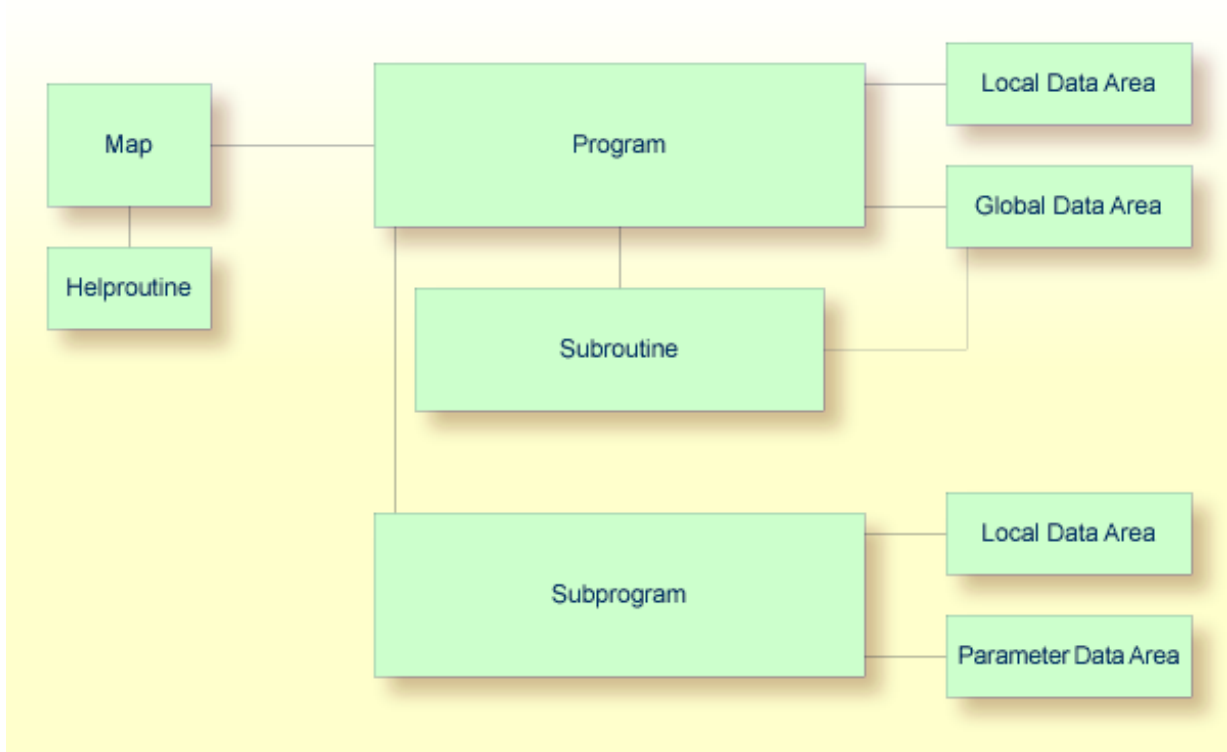 Local Data Area
Map
Program
Global Data Area
Helproutine
Subroutine
Local Data Area
Subprogram
Parameter Data Area